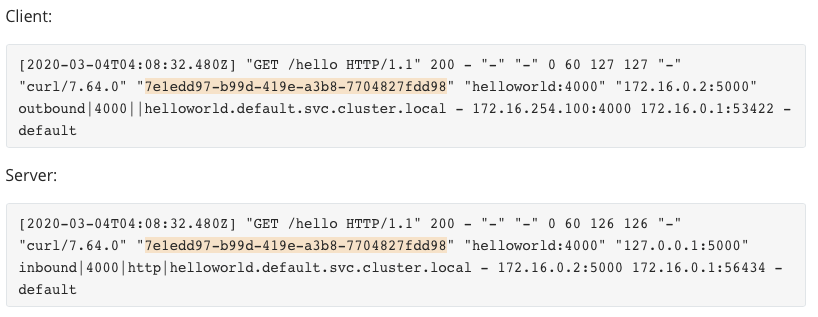 Client:
[2020-03-04T04:08:32.480Z] "GET /hello HTTP/1.1" 200 - "-" "-" 0 60 127 127 "-"
"curl/7.64.0" "7e1edd97-b99d-419e-a3b8-7704827fdd98" "helloworld:4000" "172.16.0.2:5000"
outbound|4000||helloworld.default.svc.cluster.local - 172.16.254.100:4000 172.16.0.1:53422 -
default
Server:
[2020-03-04T04:08:32.480Z] "GET /hello HTTP/1.1" 200 - "-" "-" 0 60 126 126 "-"
"curl/7.64.0" "7e1edd97-b99d-419e-a3b8-7704827fdd98" "helloworld:4000" "127.0.0.1:5000"
inbound|4000|http|helloworld.default.svc.cluster.local - 172.16.0.2:5000 172.16.0.1:56434 -
default